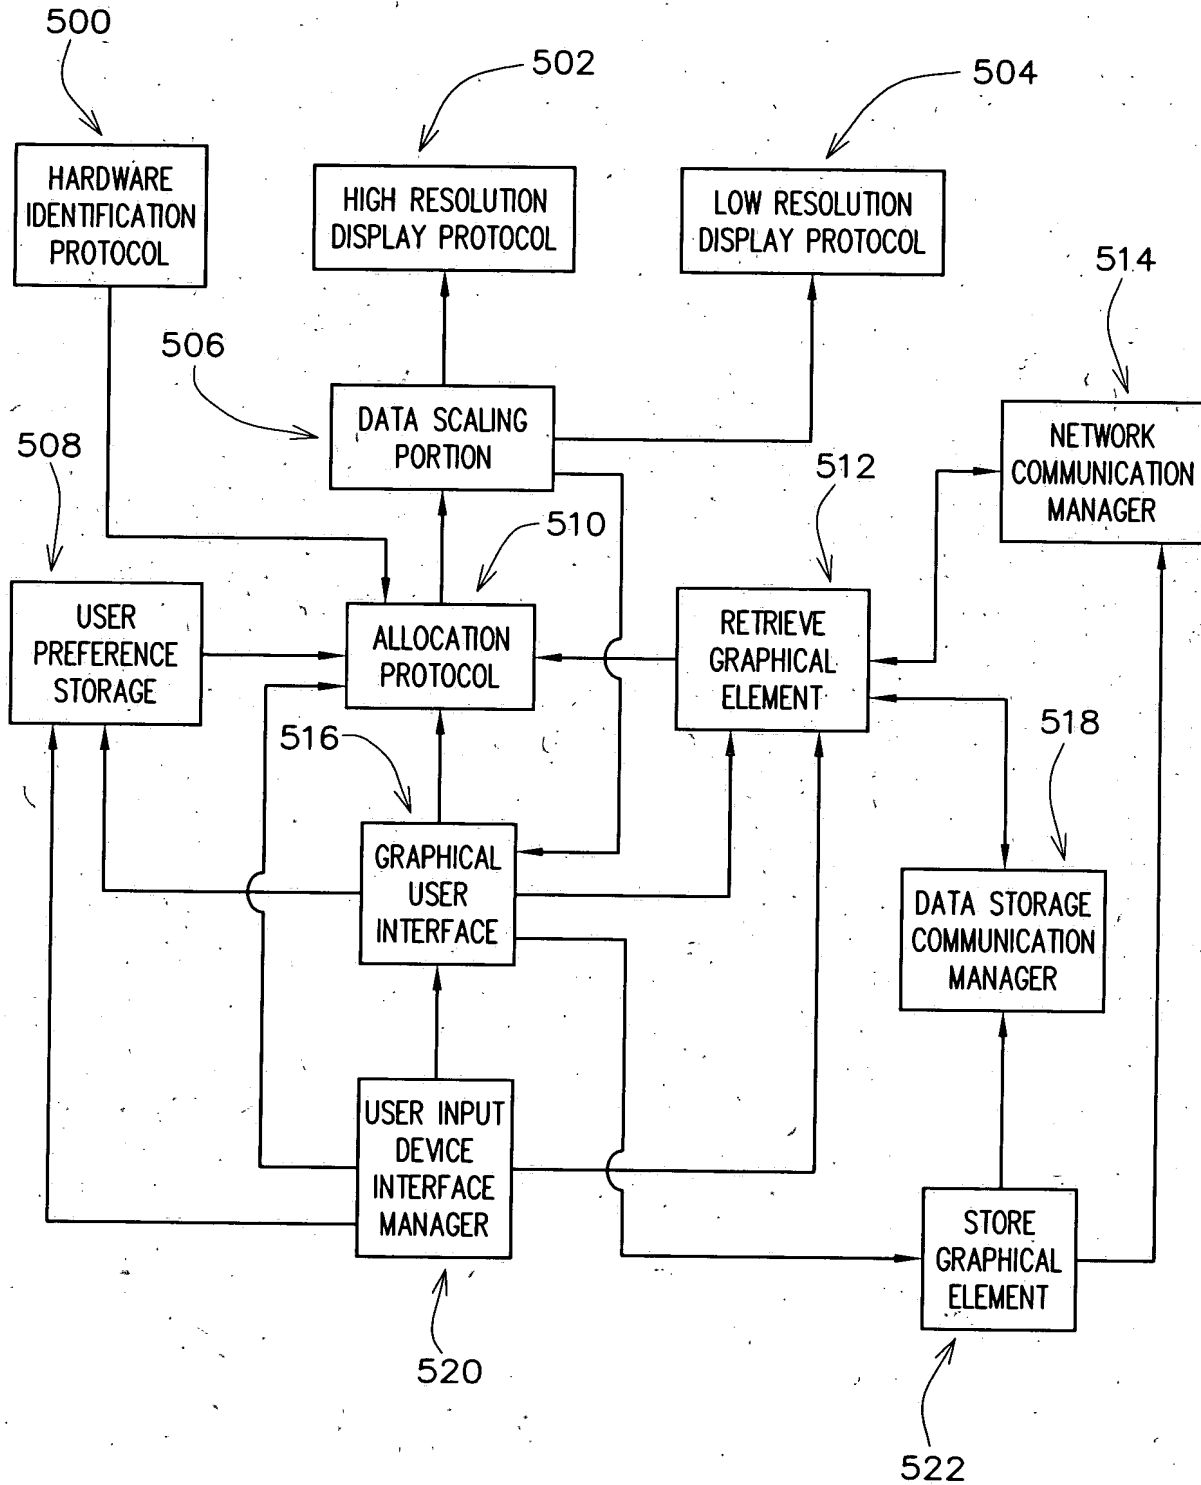 500
502
504
HARDWARE
IDENTIFICATION
PROTOCOL
HIGH RESOLUTION
DISPLAY PROTOCOL
LOW RESOLUTION
DISPLAY PROTOCOL
514
506
DATA SCALING
PORTION
508
512
NETWORK
COMMUNICATION
MANAGER
510
USER
PREFERENCE
STORAGE
ALLOCATION
PROTOCOL
RETRIEVE
GRAPHICAL
ELEMENT
516
518
GRAPHICAL
USER
INTERFACE
DATA STORAGE
COMMUNICATION
MANAGER
USER INPUT
DEVICE
INTERFACE
MANAGER
STORE
GRAPHICAL
ELEMENT
520
522